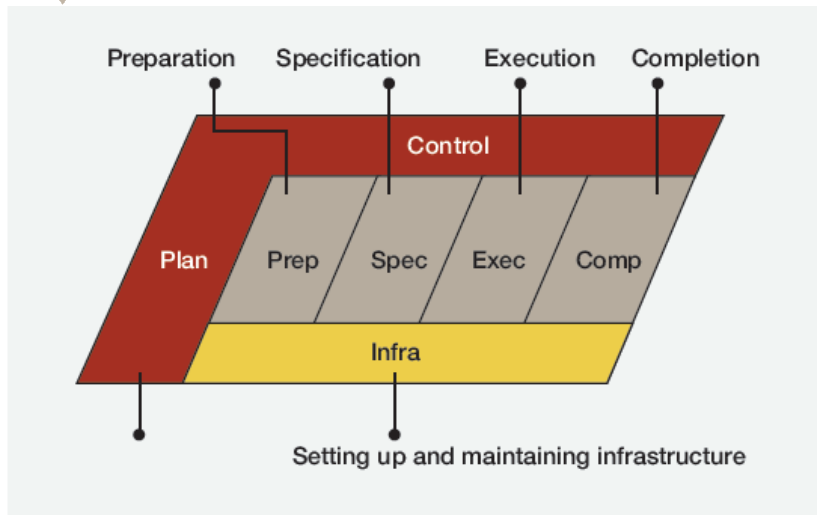 Preparation Specification Execution Completion
Control
Plan Prep Spec Exec Comp
Infra
Setting up and maintaining infrastructure